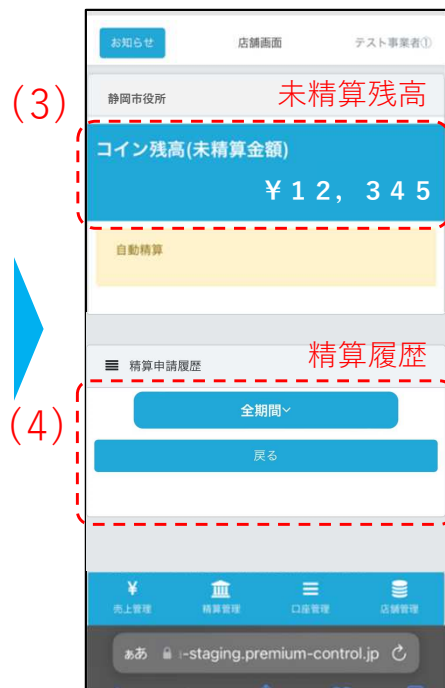 お知らせ 店舗画面 テスト事業者①
(3) 静岡市役所 未精算残高
コイン残高(未精算金額)
¥12,345
自動精算
精算申請履歴 精算履歴
(4) 全期間
戻る
売上管理 精算管理 口座管理 店舗管理
ぁあ -staging.premium-control.jp